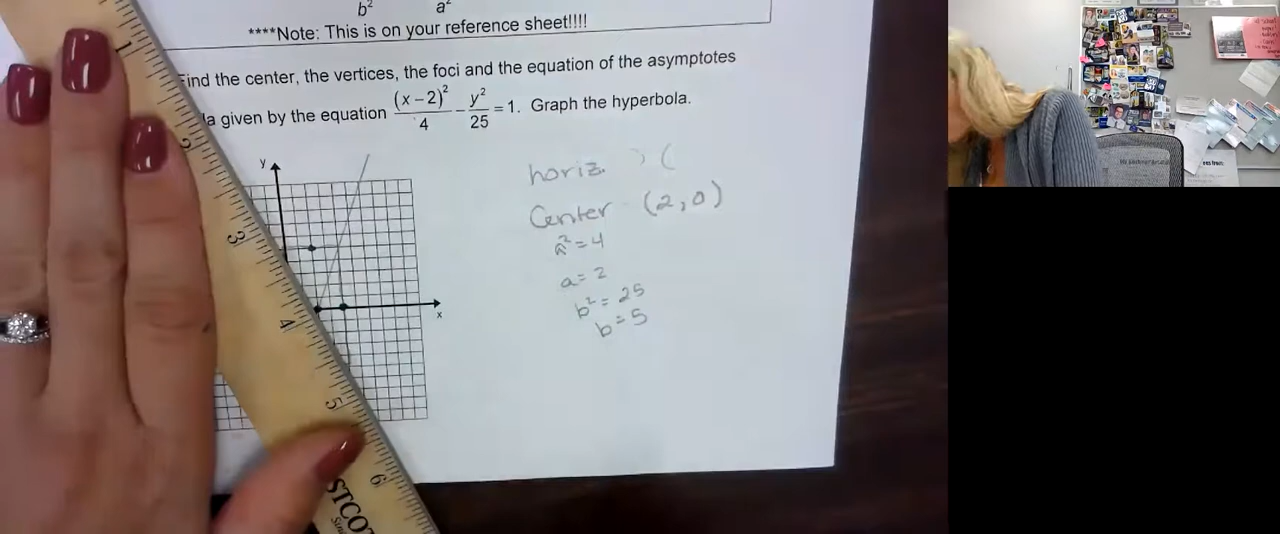 b² a²
****Note: This is on your reference sheet!!!!
Find the center, the vertices, the foci and the equation of the asymptotes
la given by the equation (x-2)²/4 - y²/25 = 1. Graph the hyperbola.
y
x
horiz. ) (
Center (2,0)
a² = 4
a = 2
b² = 25
b = 5
1
2
3
4
5
6
STCO